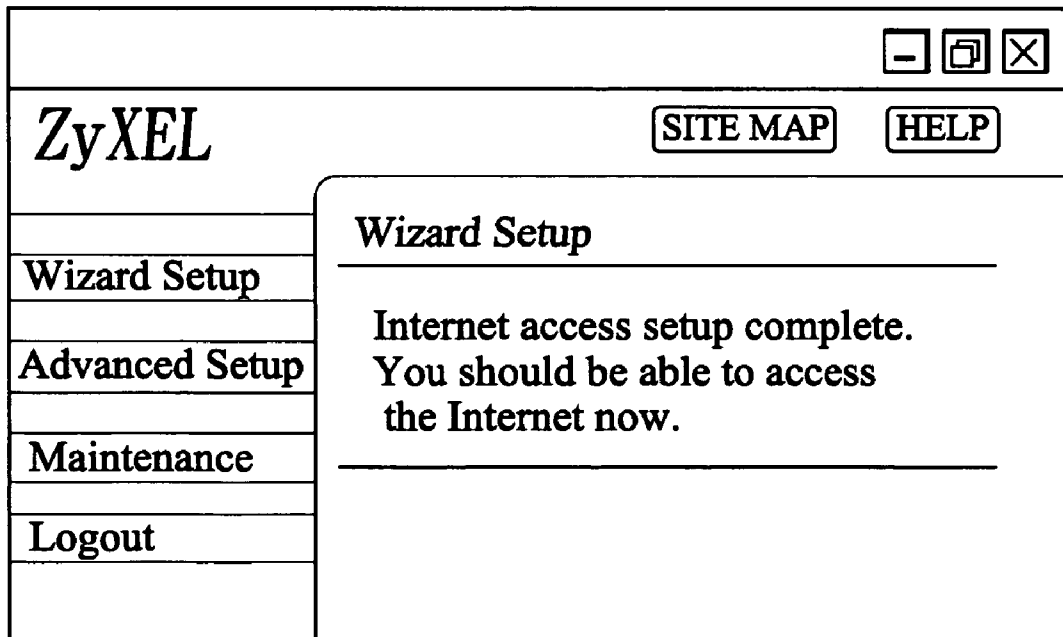 ZyXEL
SITE MAP
HELP
Wizard Setup
Advanced Setup
Maintenance
Logout
Wizard Setup
Internet access setup complete.
You should be able to access
the Internet now.